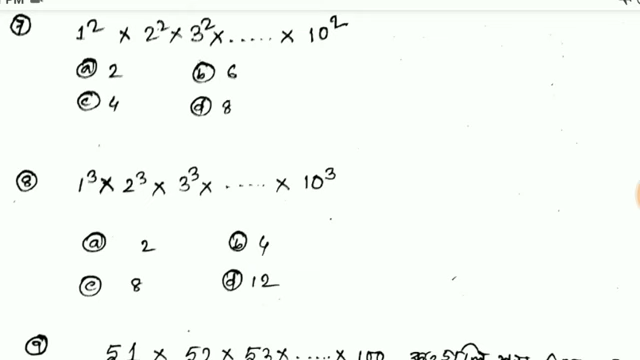 PM
⑦ 1² × 2² × 3² × ..... × 10²
ⓐ 2 ⓑ 6
ⓒ 4 ⓓ 8
⑧ 1³ × 2³ × 3³ × ..... × 10³
ⓐ 2 ⓑ 4
ⓒ 8 ⓓ 12
⑨ 51 × 52 × 53 × ..... × 100